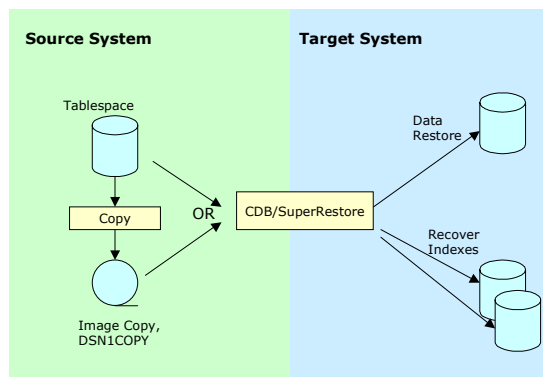 Source System
Target System
Tablespace
Copy
Image Copy,
DSN1COPY
OR
CDB/SuperRestore
Data
Restore
Recover
Indexes